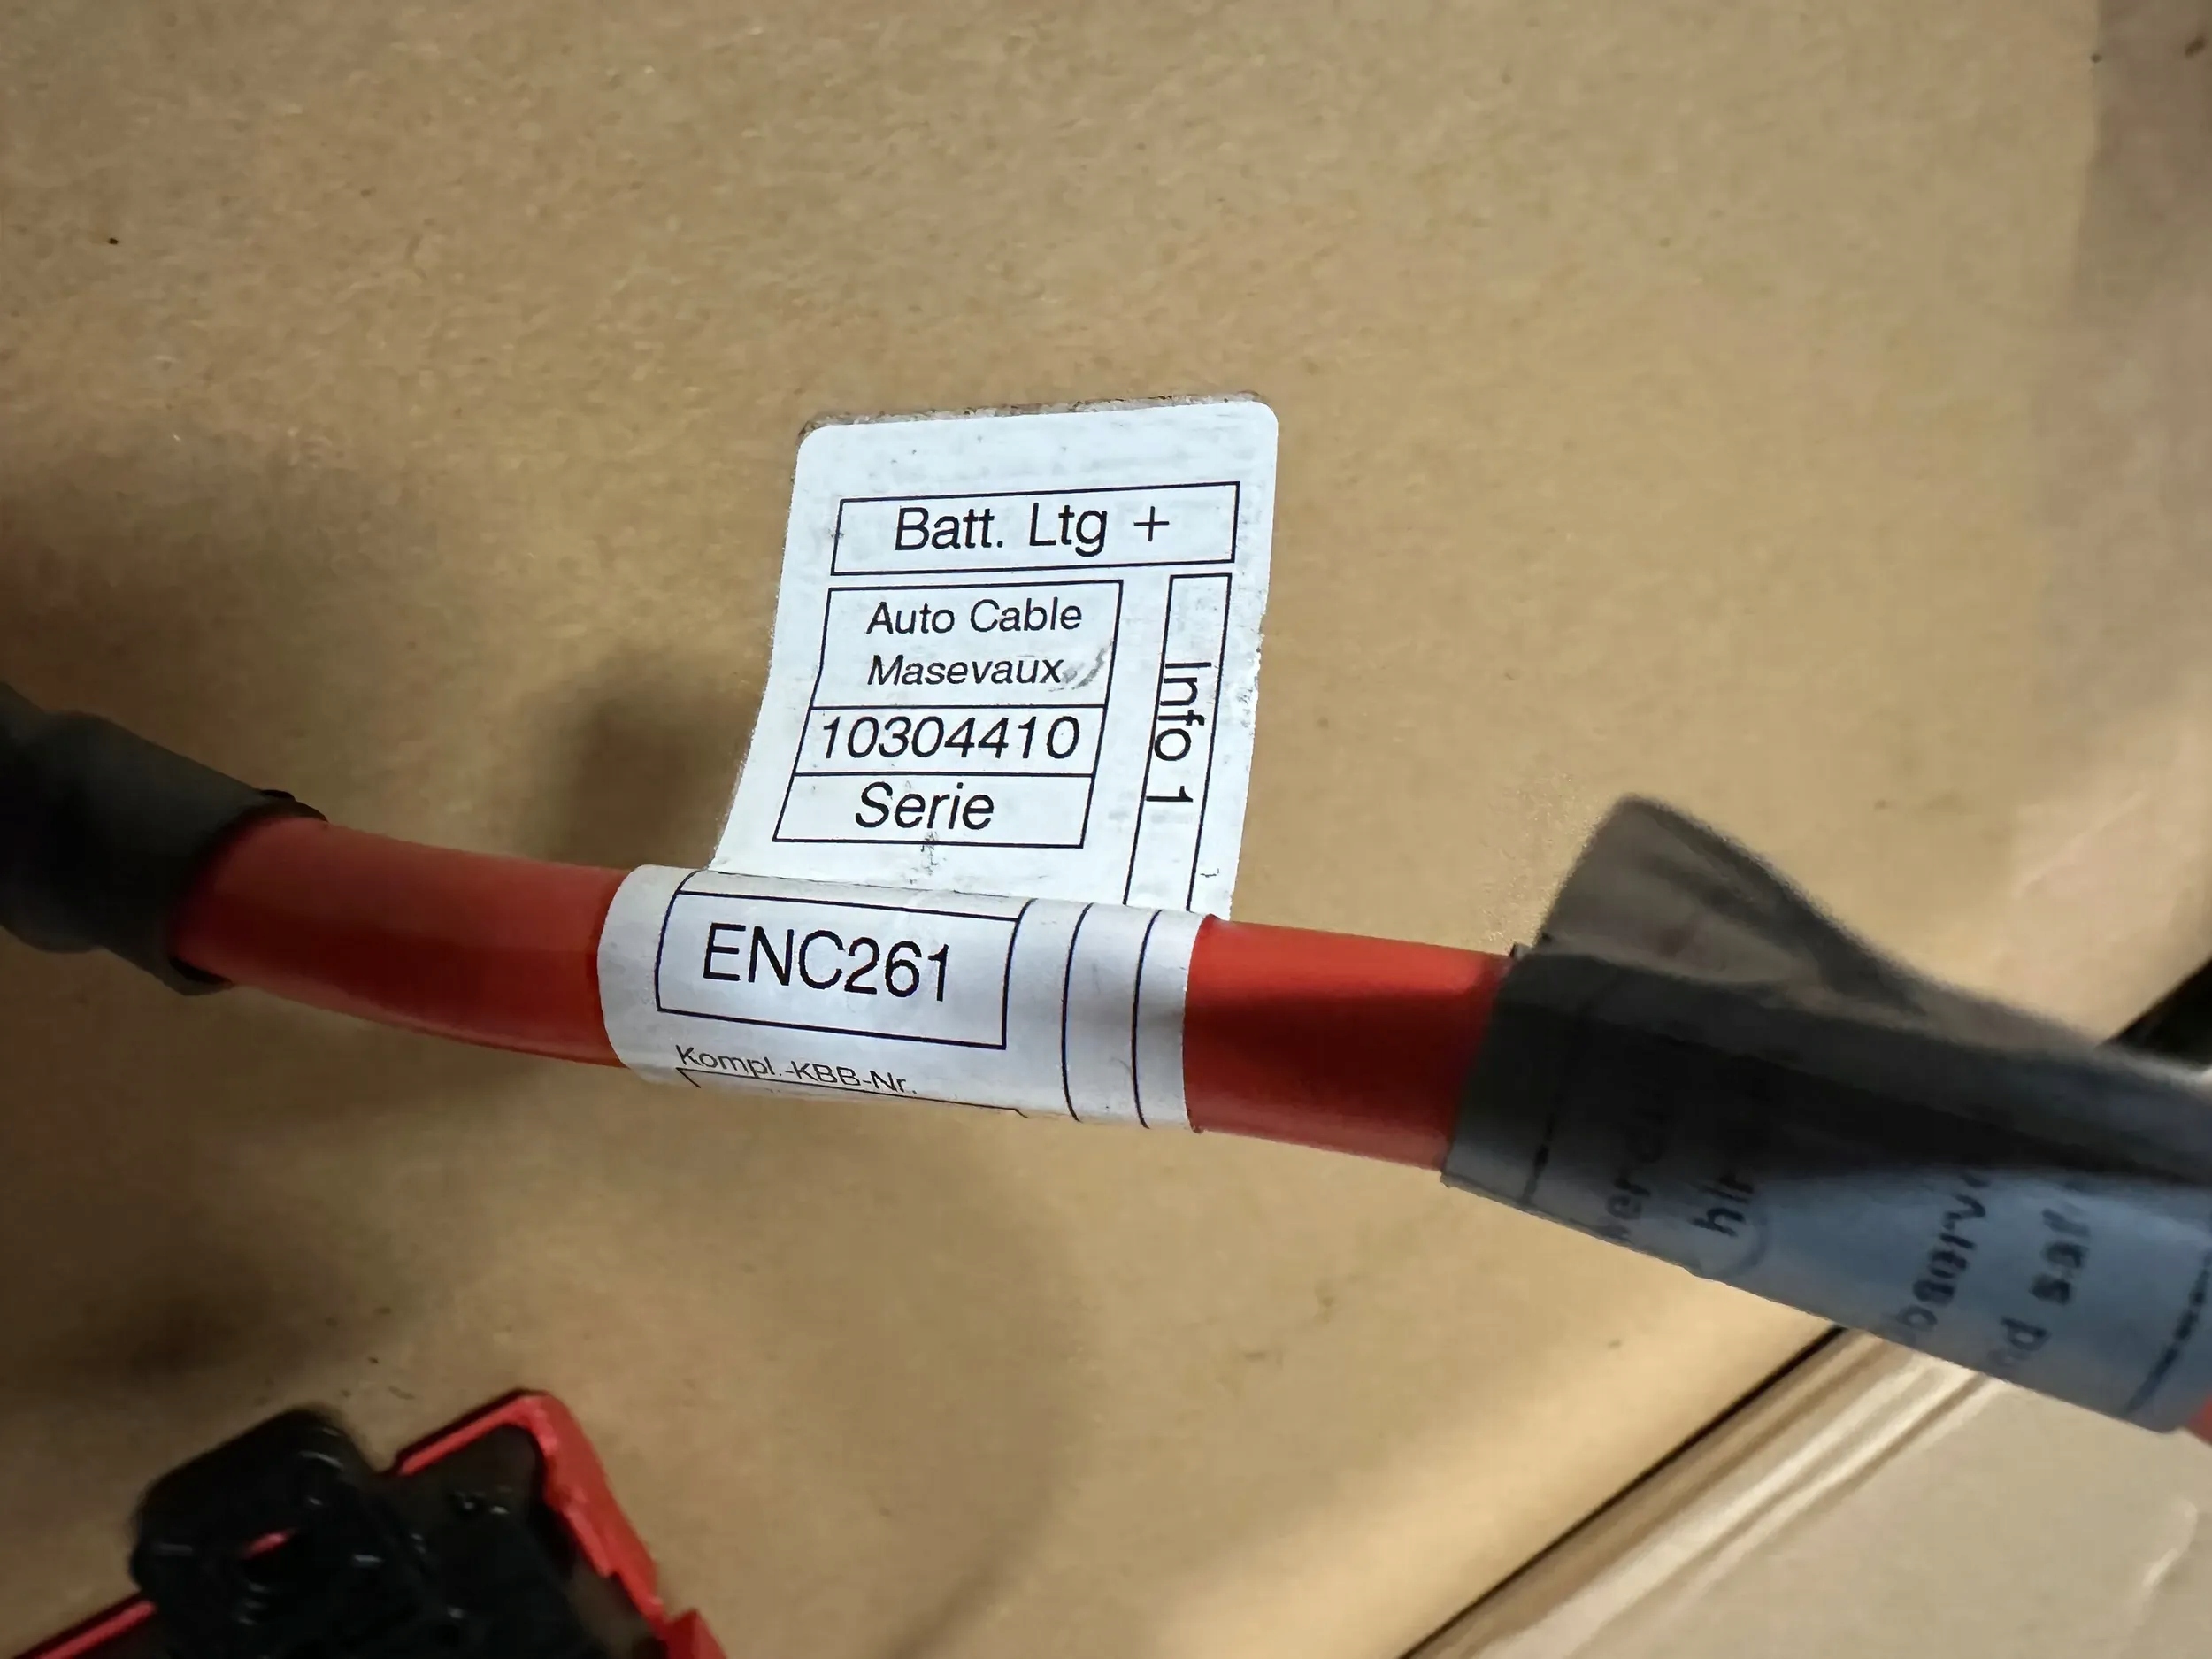 Batt. Ltg +
Auto Cable
Masevaux
10304410
Serie
Info 1
ENC261
Kompl.-KBB-Nr.